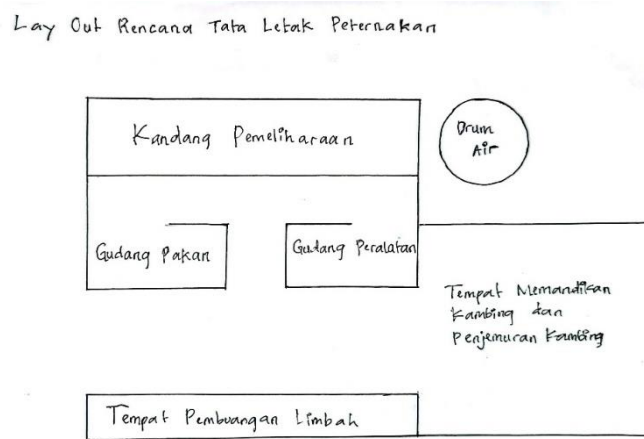 Lay Out Rencana Tata Letak Peternakan
Kandang Pemeliharaan
Drum
Air
Gudang Pakan
Gudang Peralatan
Tempat Memandikan
Kambing dan
Penjemuran Kambing
Tempat Pembuangan Limbah